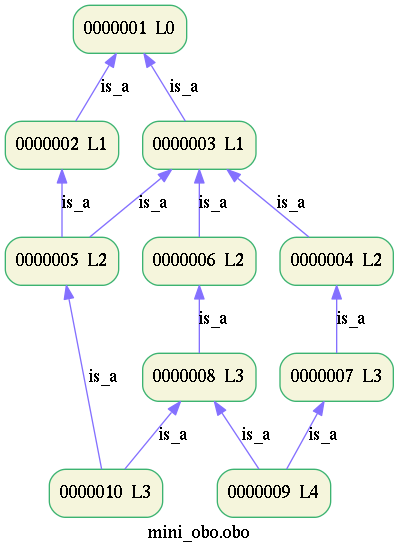 0000001 L0
is_a is_a
0000002 L1 0000003 L1
is_a is_a is_a is_a
0000005 L2 0000006 L2 0000004 L2
is_a is_a
is_a
0000008 L3 0000007 L3
is_a is_a is_a
0000010 L3 0000009 L4
mini_obo.obo